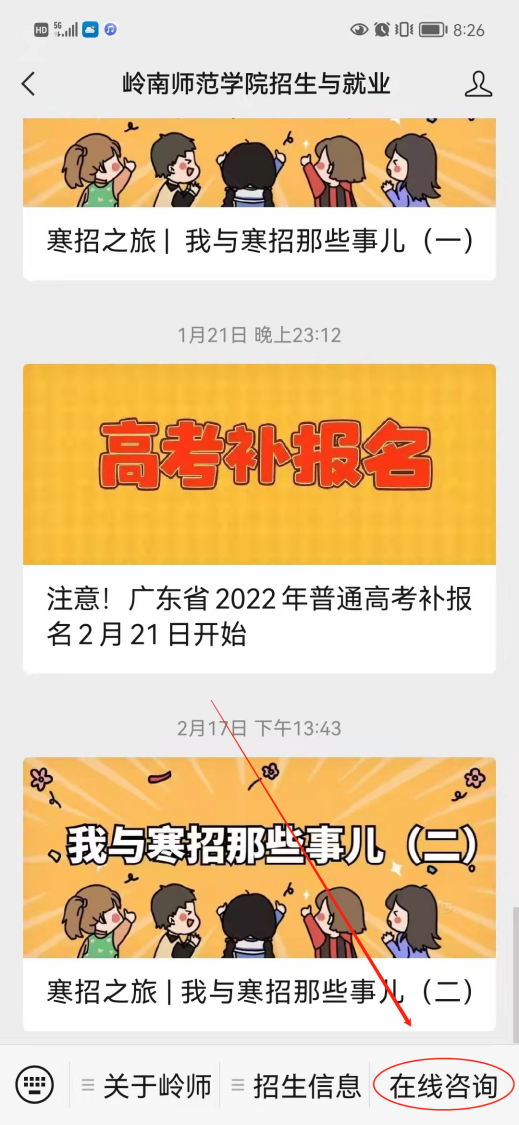 HD 5G 8:26
岭南师范学院招生与就业
寒招之旅 | 我与寒招那些事儿（一）
1月21日 晚上23:12
高考补报名
注意！广东省2022年普通高考补报
名2月21日开始
2月17日 下午13:43
、我与寒招那些事儿（二）
寒招之旅 | 我与寒招那些事儿（二）
关于岭师 招生信息 在线咨询